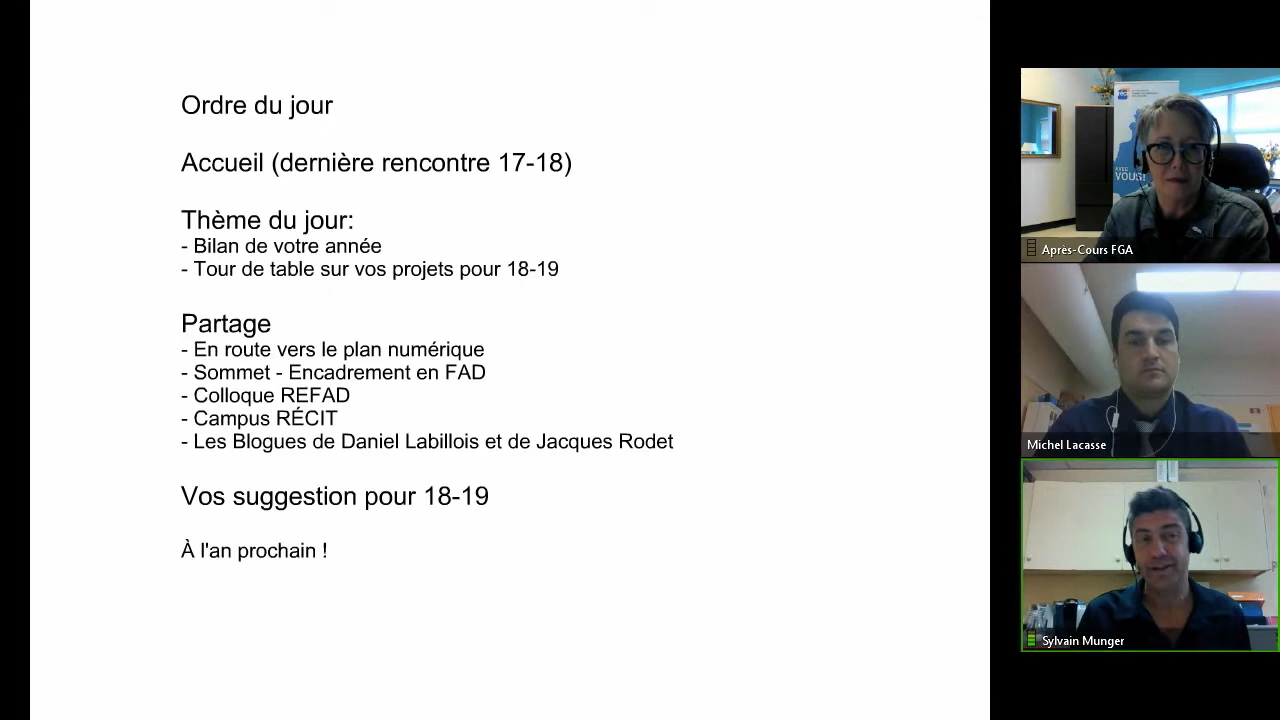 Ordre du jour
Accueil (dernière rencontre 17-18)
Thème du jour:
- Bilan de votre année
- Tour de table sur vos projets pour 18-19
Partage
- En route vers le plan numérique
- Sommet - Encadrement en FAD
- Colloque REFAD
- Campus RÉCIT
- Les Blogues de Daniel Labillois et de Jacques Rodet
Vos suggestion pour 18-19
À l'an prochain !
AVEC
VOUS!
Après-Cours FGA
Michel Lacasse
Sylvain Munger